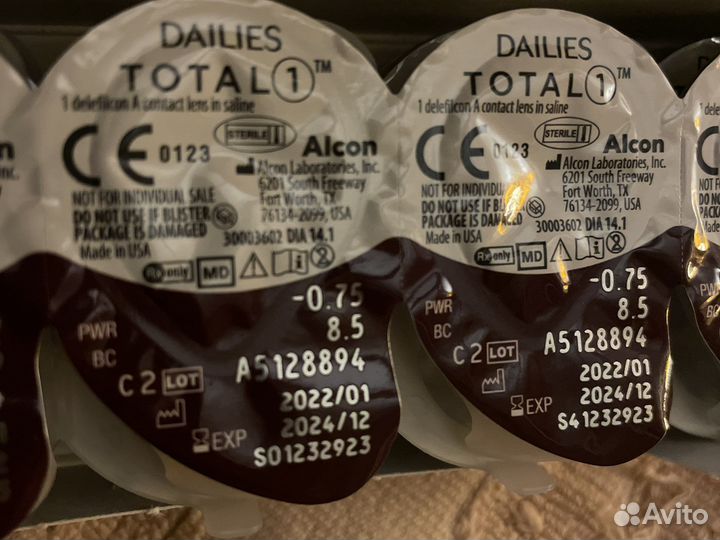 DAILIES
TOTAL 1™
1 delefilcon A contact lens in saline
CE 0123
STERILE
Alcon
Alcon Laboratories, Inc.
6201 South Freeway
Fort Worth, TX
76134-2099, USA
NOT FOR INDIVIDUAL SALE
DO NOT USE IF BLISTER
PACKAGE IS DAMAGED
Made in USA
30003602 DIA 14.1
Rx only
MD
PWR -0.75
BC 8.5
C 2 LOT A5128894
2022/01
EXP 2024/12
S01232923
DAILIES
TOTAL 1™
1 delefilcon A contact lens in saline
CE 0123
STERILE
Alcon
Alcon Laboratories, Inc.
6201 South Freeway
Fort Worth, TX
76134-2099, USA
NOT FOR INDIVIDUAL
DO NOT USE IF BLISTER
PACKAGE IS DAMAGED
Made in USA
30003602 DIA 14.1
Rx only
MD
PWR -0.75
BC 8.5
C 2 LOT A5128894
2022/01
EXP 2024/12
S41232923
Avito